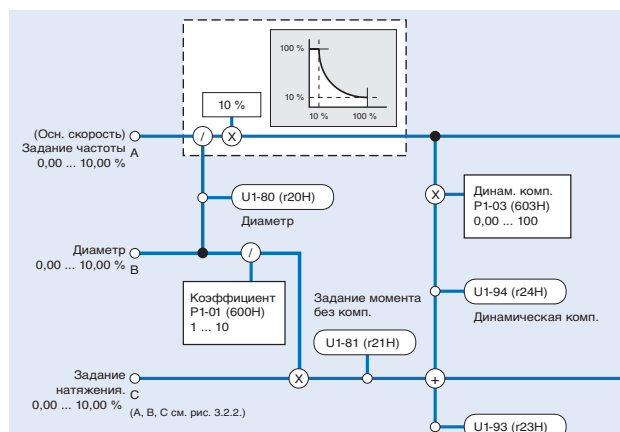 100 %
10 %
10 %
100 %
10 %
/
X
(Осн. скорость)
Задание частоты
0,00 ... 10,00 %
A
X
Динам. комп.
P1-03 (603H)
0,00 ... 100
U1-80 (r20H)
Диаметр
Диаметр
0,00 ... 10,00 %
B
/
Коэффициент
P1-01 (600H)
1 ... 10
Задание момента
без комп.
U1-81 (r21H)
U1-94 (r24H)
Динамическая комп.
Задание
натяжения.
0,00 ... 10,00 %
C
(A, B, C см. рис. 3.2.2.)
X
+
U1-93 (r23H)